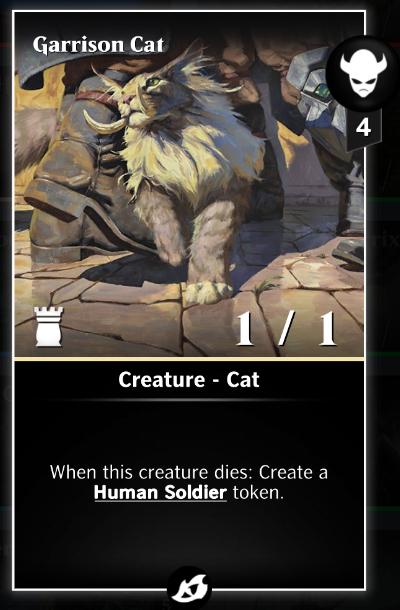 Garrison Cat
4
1 / 1
Creature - Cat
When this creature dies: Create a
Human Soldier token.